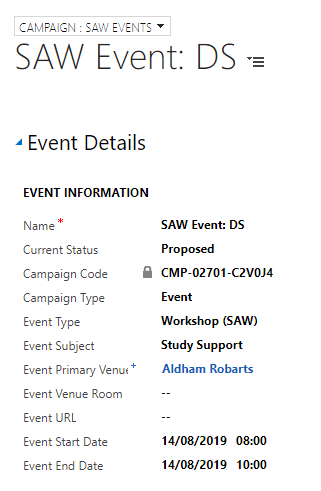 CAMPAIGN : SAW EVENTS
SAW Event: DS
Event Details
EVENT INFORMATION
Name* SAW Event: DS
Current Status Proposed
Campaign Code CMP-02701-C2V0J4
Campaign Type Event
Event Type Workshop (SAW)
Event Subject Study Support
Event Primary Venue+ Aldham Robarts
Event Venue Room --
Event URL --
Event Start Date 14/08/2019 08:00
Event End Date 14/08/2019 10:00